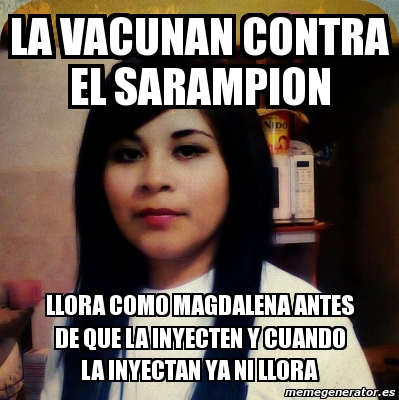 LA VACUNAN CONTRA
EL SARAMPION
NIDO
LLORA COMO MAGDALENA ANTES
DE QUE LA INYECTEN Y CUANDO
LA INYECTAN YA NI LLORA
memegenerator.es